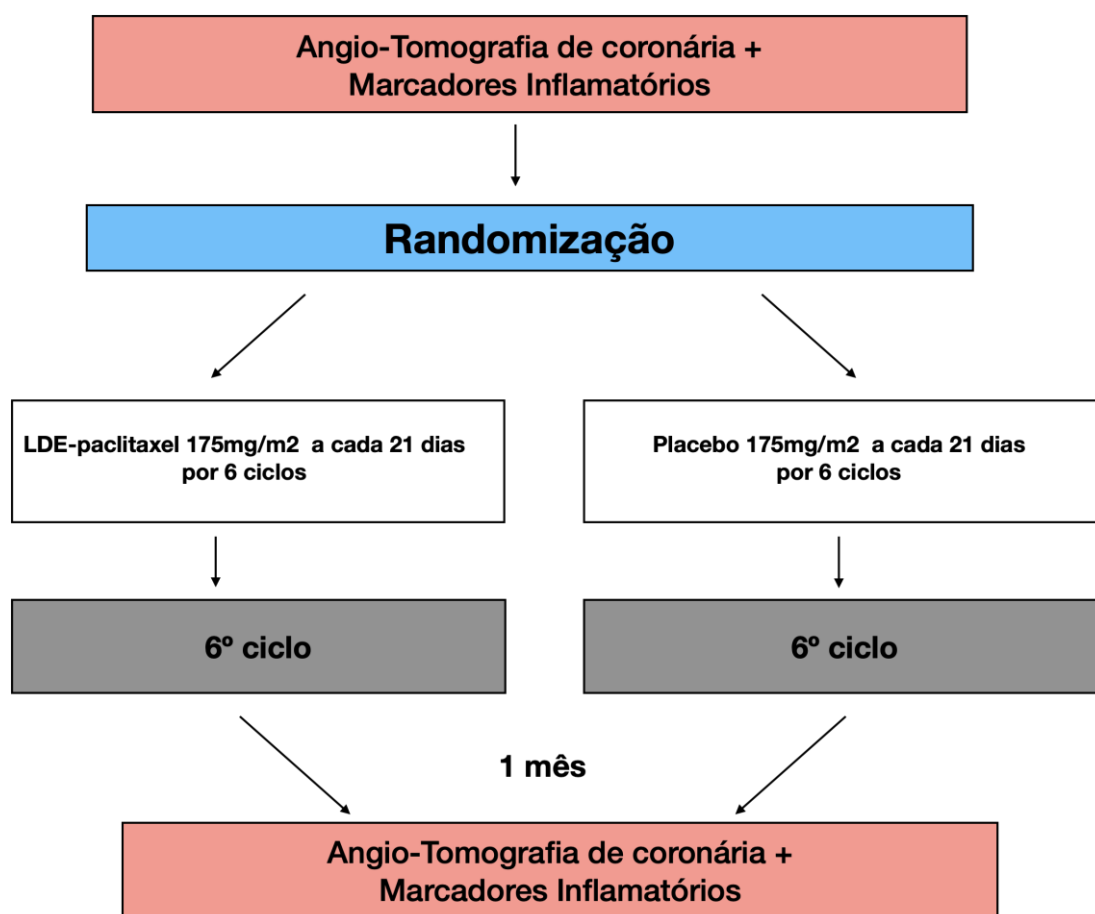 Angio-Tomografia de coronária +
Marcadores Inflamatórios
Randomização
LDE-paclitaxel 175mg/m2 a cada 21 dias
por 6 ciclos
Placebo 175mg/m2 a cada 21 dias
por 6 ciclos
6º ciclo
6º ciclo
1 mês
Angio-Tomografia de coronária +
Marcadores Inflamatórios